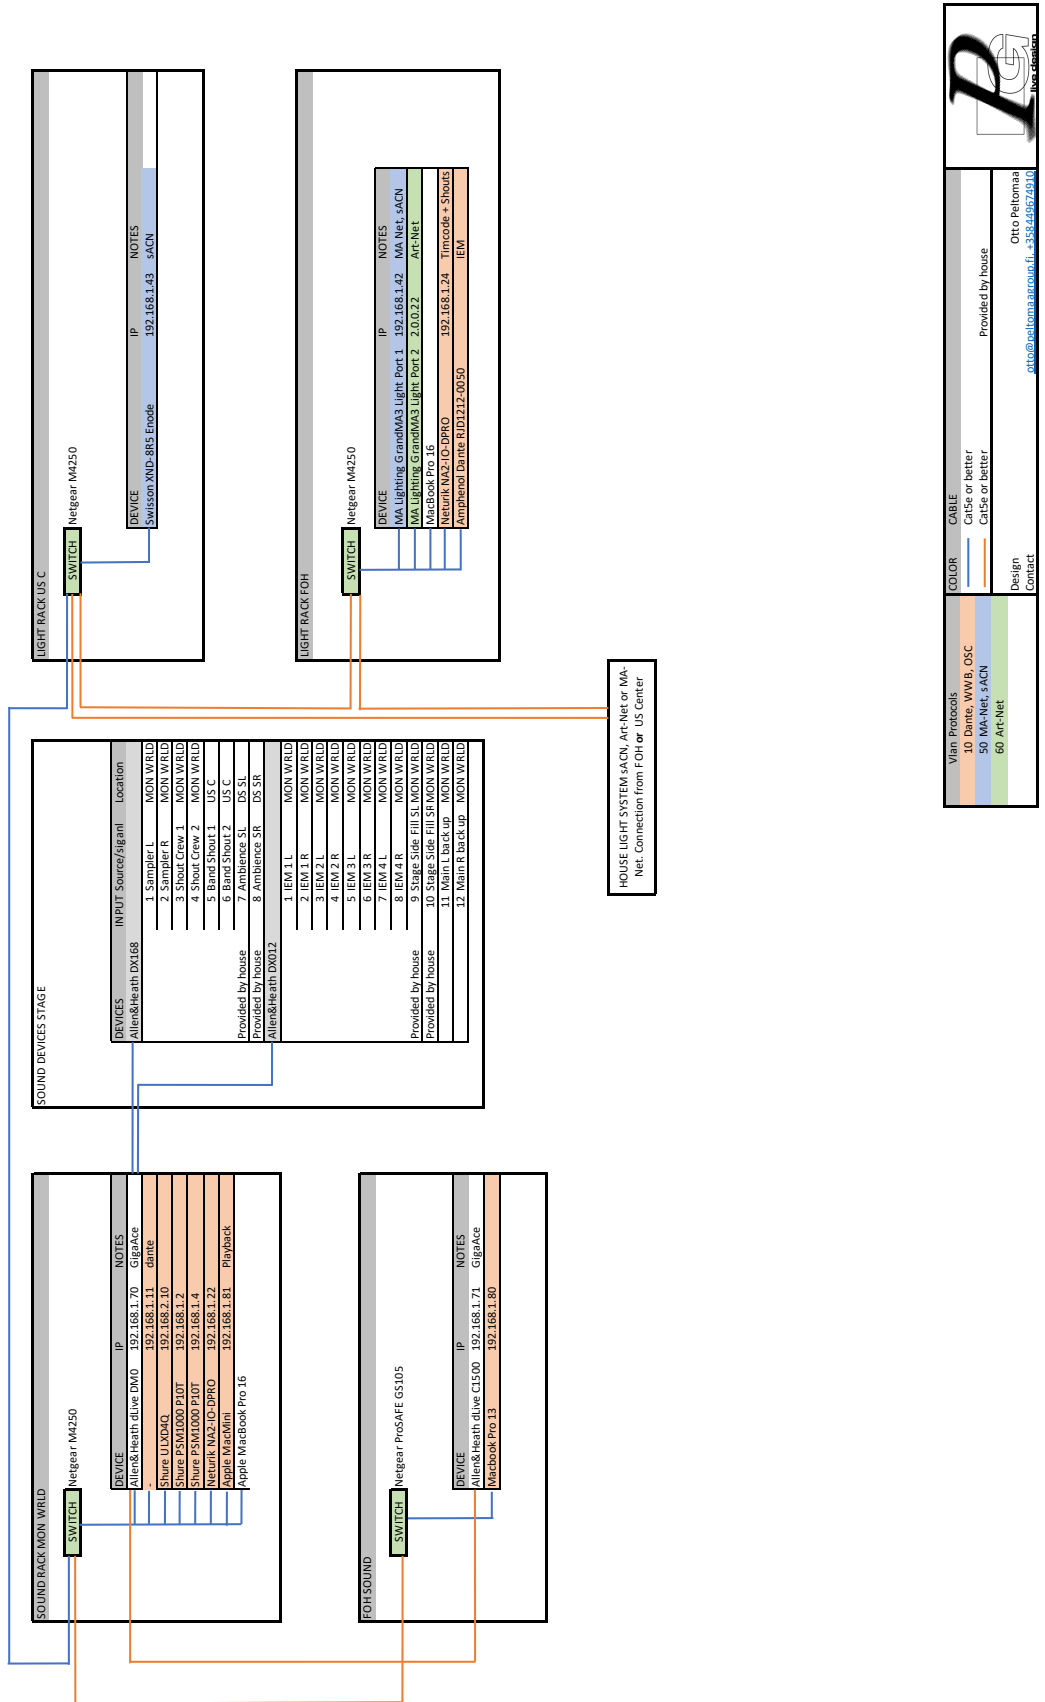 SOUND RACK MON WRLD
SWITCH Netgear M4250
DEVICE IP NOTES
Allen&Heath dLive DM0 192.168.1.70 GigaAce
- 192.168.1.11 dante
Shure ULXD4Q 192.168.2.10
Shure PSM1000 P10T 192.168.1.2
Shure PSM1000 P10T 192.168.1.4
Neturik NA2-IO-DPRO 192.168.1.22
Apple MacMini 192.168.1.81 Playback
Apple MacBook Pro 16
FOH SOUND
SWITCH Netgear ProSAFE GS105
DEVICE IP NOTES
Allen&Heath dLive C1500 192.168.1.71 GigaAce
Macbook Pro 13 192.168.1.80
SOUND DEVICES STAGE
DEVICES INPUT Source/siganl Location
Allen&Heath DX168
1 Sampler L MON WRLD
2 Sampler R MON WRLD
3 Shout Crew 1 MON WRLD
4 Shout Crew 2 MON WRLD
5 Band Shout 1 US C
6 Band Shout 2 US C
Provided by house 7 Ambience SL DS SL
Provided by house 8 Ambience SR DS SR
Allen&Heath DX012
1 IEM 1 L MON WRLD
2 IEM 1 R MON WRLD
3 IEM 2 L MON WRLD
4 IEM 2 R MON WRLD
5 IEM 3 L MON WRLD
6 IEM 3 R MON WRLD
7 IEM 4 L MON WRLD
8 IEM 4 R MON WRLD
Provided by house 9 Stage Side Fill SL MON WRLD
Provided by house 10 Stage Side Fill SR MON WRLD
11 Main L back up MON WRLD
12 Main R back up MON WRLD
LIGHT RACK US C
SWITCH Netgear M4250
DEVICE IP NOTES
Swisson XND-8R5 Enode 192.168.1.43 sACN
LIGHT RACK FOH
SWITCH Netgear M4250
DEVICE IP NOTES
MA Lighting GrandMA3 Light Port 1 192.168.1.42 MA Net, sACN
MA Lighting GrandMA3 Light Port 2 2.0.0.22 Art-Net
MacBook Pro 16
Neturik NA2-IO-DPRO 192.168.1.24 Timcode + Shouts
Amphenol Dante RJD1212-0050 IEM
HOUSE LIGHT SYSTEM sACN, Art-Net or MA-
Net. Connection from FOH or US Center
Vlan Protocols COLOR CABLE
10 Dante, WWB, OSC Cat5e or better
50 MA-Net, sACN Cat5e or better Provided by house
60 Art-Net
Design Otto Peltomaa
Contact otto@peltomaagroup.fi, +358449674910
PG
live design